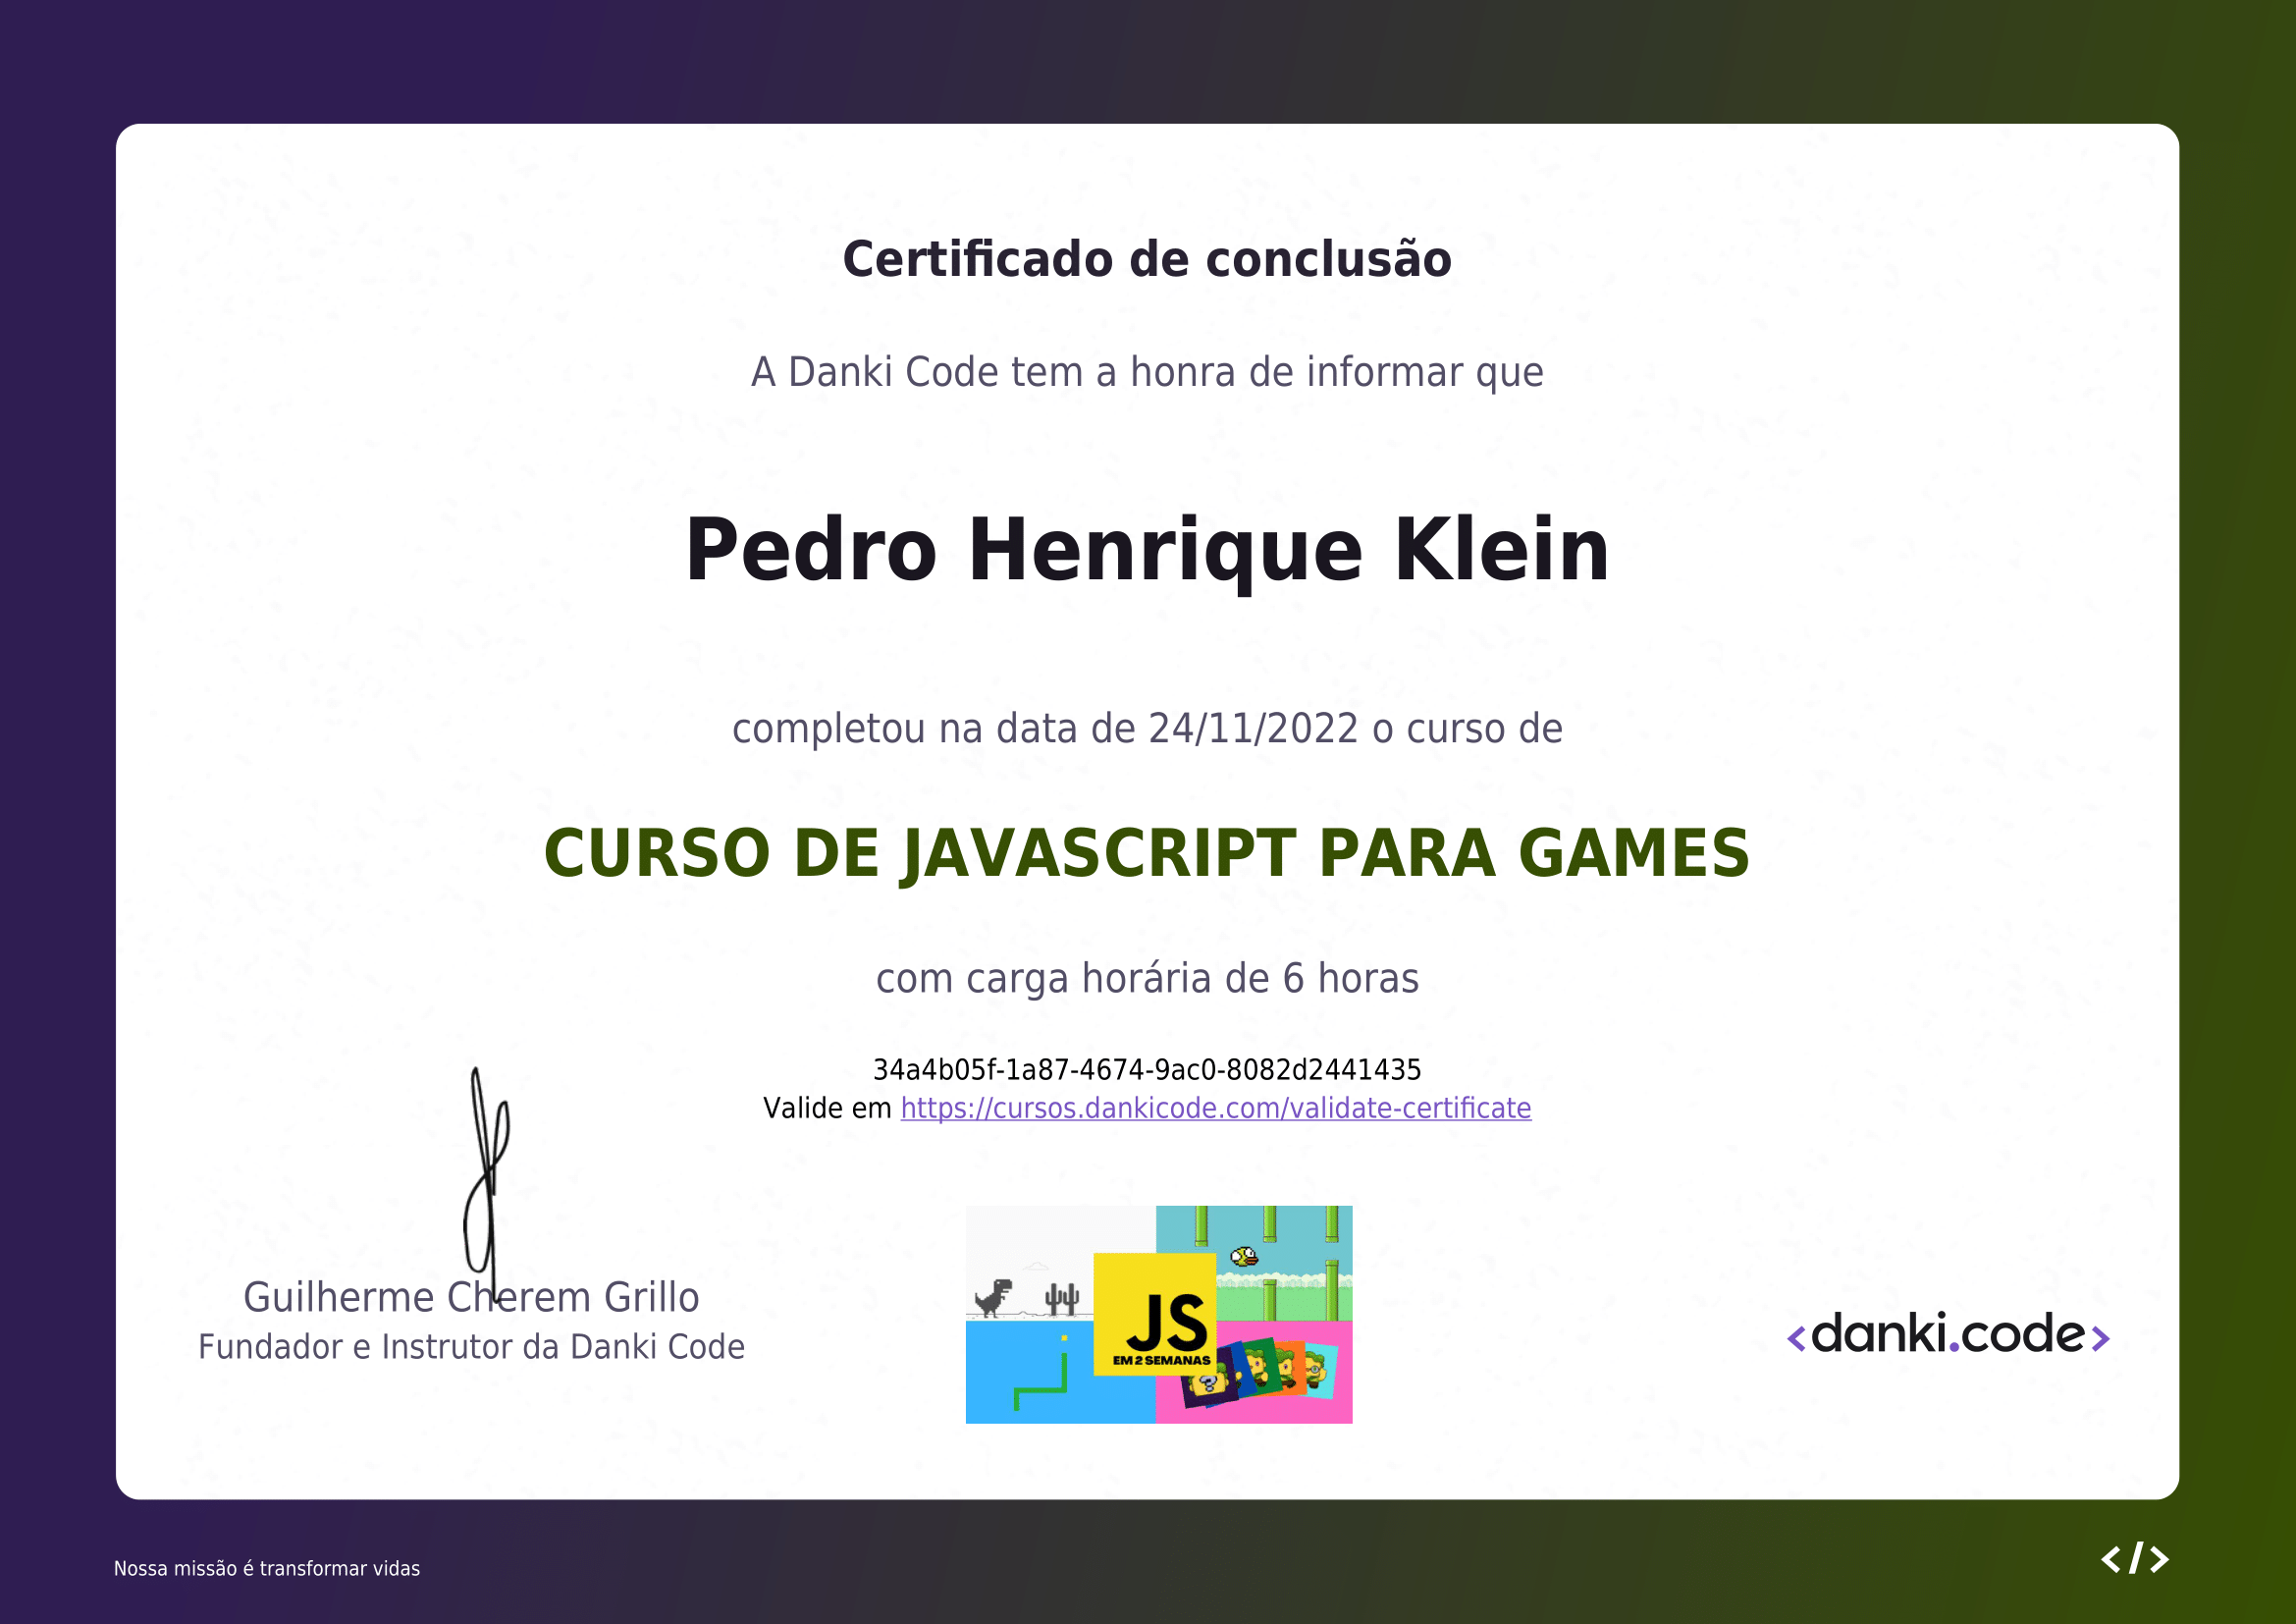 Certificado de conclusão
A Danki Code tem a honra de informar que
Pedro Henrique Klein
completou na data de 24/11/2022 o curso de
CURSO DE JAVASCRIPT PARA GAMES
com carga horária de 6 horas
34a4b05f-1a87-4674-9ac0-8082d2441435
Valide em https://cursos.dankicode.com/validate-certificate
Guilherme Cherem Grillo
Fundador e Instrutor da Danki Code
JS
EM 2 SEMANAS
?
<danki.code>
Nossa missão é transformar vidas
</>